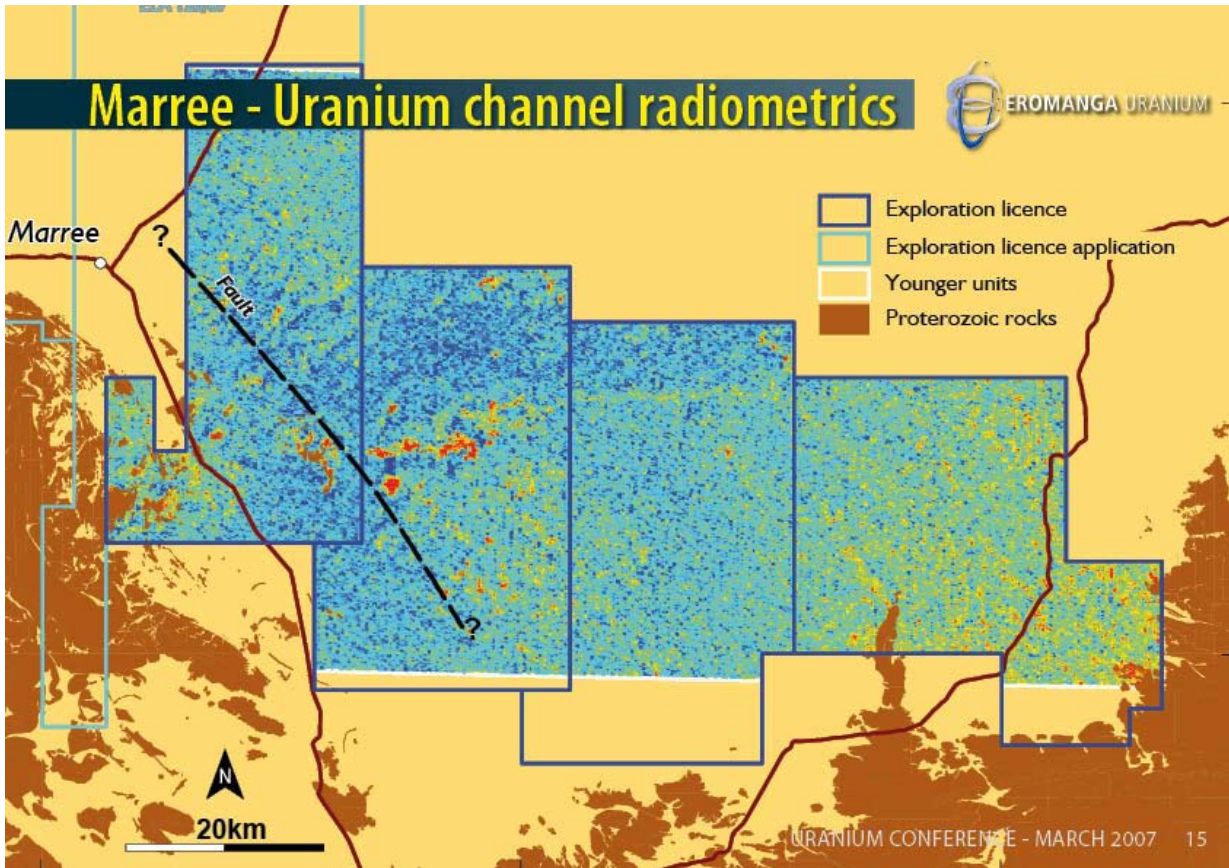 Marree - Uranium channel radiometrics
EROMANGA URANIUM
Exploration licence
Exploration licence application
Younger units
Proterozoic rocks
Marree
?
Fault
?
N
20km
URANIUM CONFERENCE - MARCH 2007 15